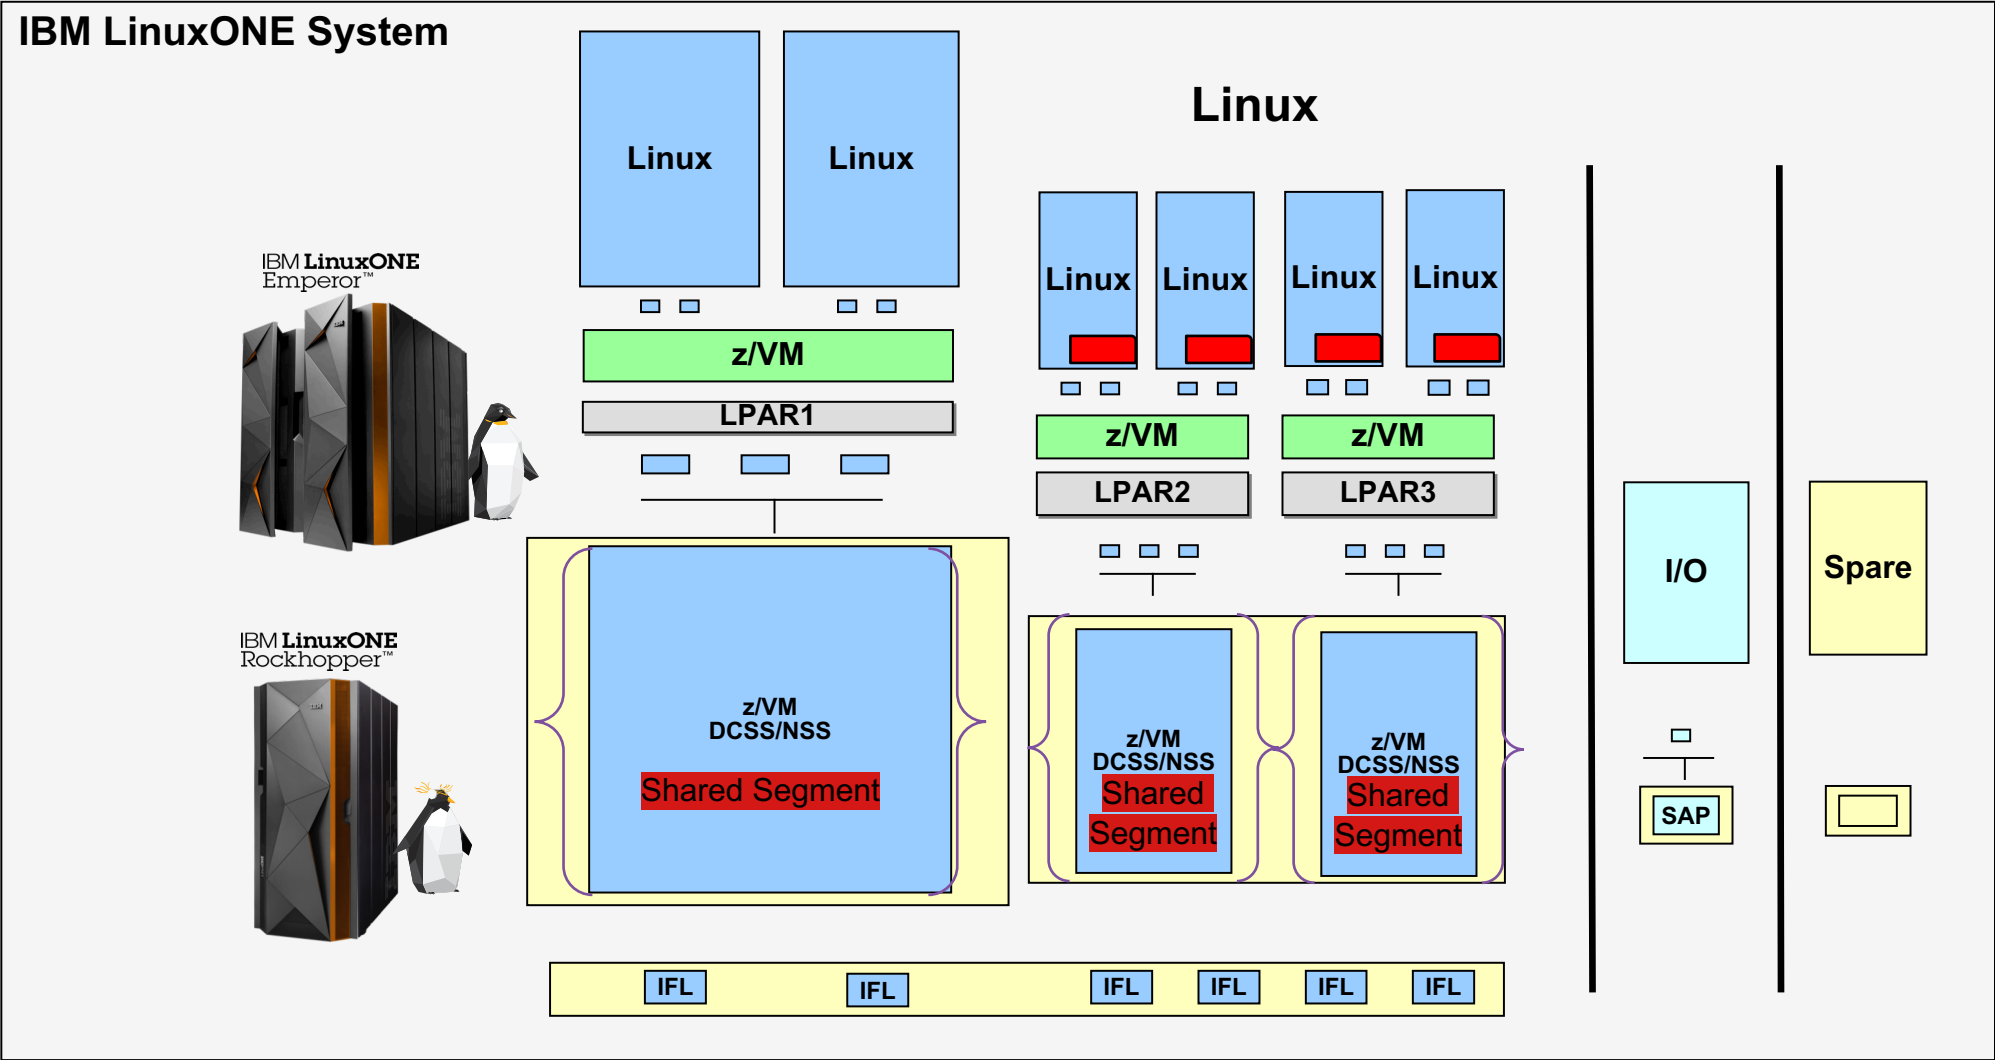 IBM LinuxONE System
Linux
Linux
Linux
Linux
Linux
Linux
Linux
IBM LinuxONE
Emperor™
z/VM
LPAR1
z/VM
z/VM
LPAR2
LPAR3
I/O
Spare
IBM LinuxONE
Rockhopper™
z/VM
DCSS/NSS
Shared Segment
z/VM
DCSS/NSS
Shared
Segment
z/VM
DCSS/NSS
Shared
Segment
SAP
IFL
IFL
IFL
IFL
IFL
IFL